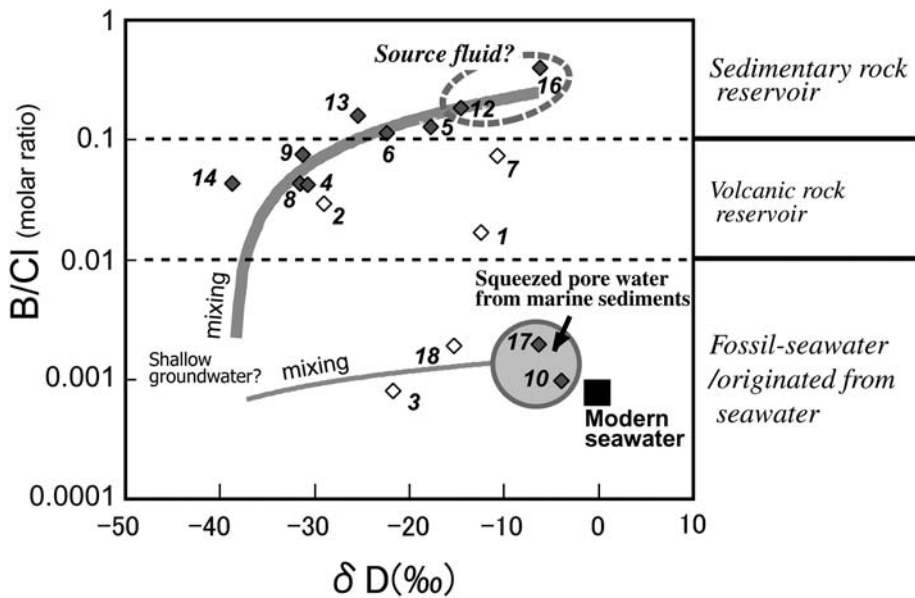 1
Source fluid?
Sedimentary rock
reservoir
16
13
12
5
0.1
9
6
7
14
8
4
2
Volcanic rock
reservoir
1
B/Cl (molar ratio)
0.01
mixing
Squeezed pore water
from marine sediments
Fossil-seawater
/originated from
seawater
17
18
Shallow
groundwater?
mixing
0.001
10
3
Modern
seawater
0.0001
-50
-40
-30
-20
-10
0
10
δ D(‰)